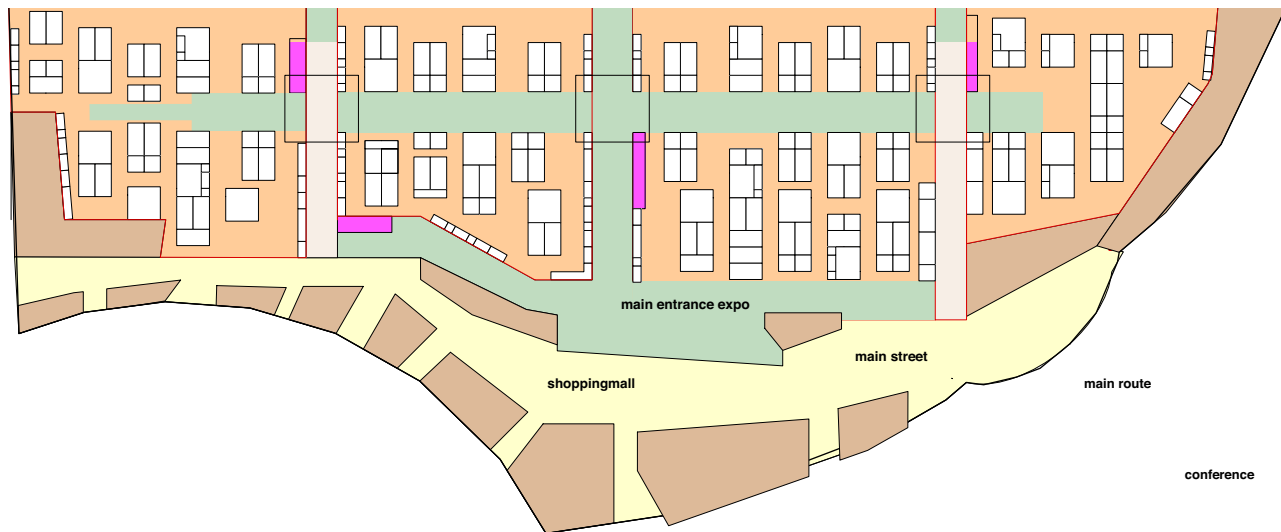 main entrance expo
main street
shoppingmall
main route
conference